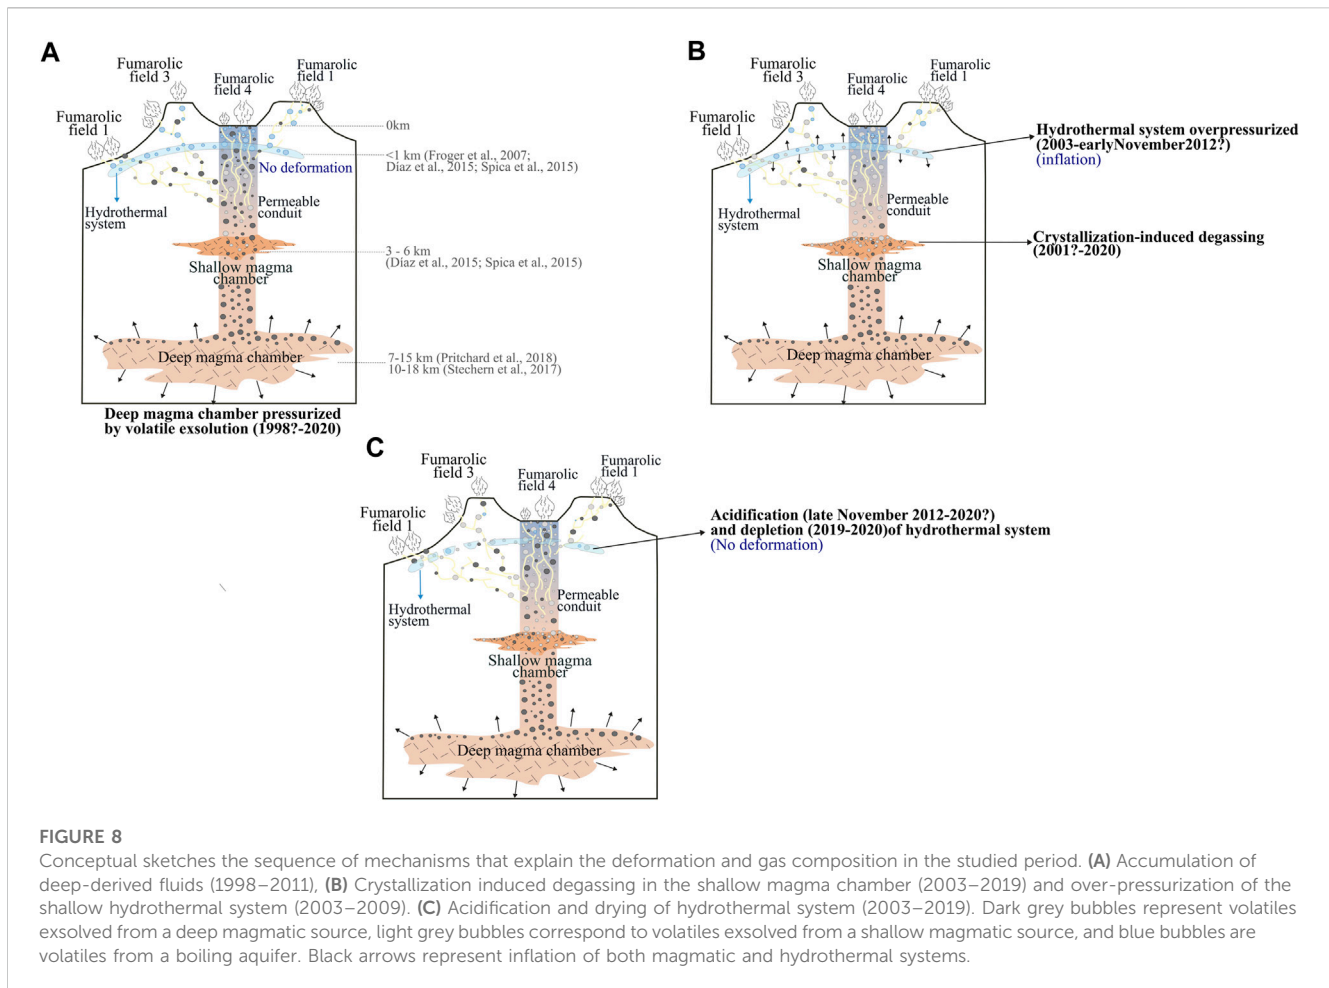 A
Fumarolic
field 3
Fumarolic
field 4
Fumarolic
field 1
Fumarolic
field 1
0km
<1 km (Froger et al., 2007;
Díaz et al., 2015; Spica et al., 2015)
No deformation
Hydrothermal
system
Permeable
conduit
3 - 6 km
(Díaz et al., 2015; Spica et al., 2015)
Shallow magma
chamber
Deep magma chamber
7-15 km (Pritchard et al., 2018)
10-18 km (Stechern et al., 2017)
Deep magma chamber pressurized
by volatile exsolution (1998?-2020)
B
Fumarolic
field 3
Fumarolic
field 4
Fumarolic
field 1
Fumarolic
field 1
Hydrothermal system overpressurized
(2003-earlyNovember2012?)
(inflation)
Hydrothermal
system
Permeable
conduit
Crystallization-induced degassing
(2001?-2020)
Shallow magma
chamber
Deep magma chamber
C
Fumarolic
field 3
Fumarolic
field 4
Fumarolic
field 1
Fumarolic
field 1
Acidification (late November 2012-2020?)
and depletion (2019-2020)of hydrothermal system
(No deformation)
Hydrothermal
system
Permeable
conduit
Shallow magma
chamber
Deep magma chamber
FIGURE 8
Conceptual sketches the sequence of mechanisms that explain the deformation and gas composition in the studied period. (A) Accumulation of
deep-derived fluids (1998–2011), (B) Crystallization induced degassing in the shallow magma chamber (2003–2019) and over-pressurization of the
shallow hydrothermal system (2003–2009). (C) Acidification and drying of hydrothermal system (2003–2019). Dark grey bubbles represent volatiles
exsolved from a deep magmatic source, light grey bubbles correspond to volatiles exsolved from a shallow magmatic source, and blue bubbles are
volatiles from a boiling aquifer. Black arrows represent inflation of both magmatic and hydrothermal systems.